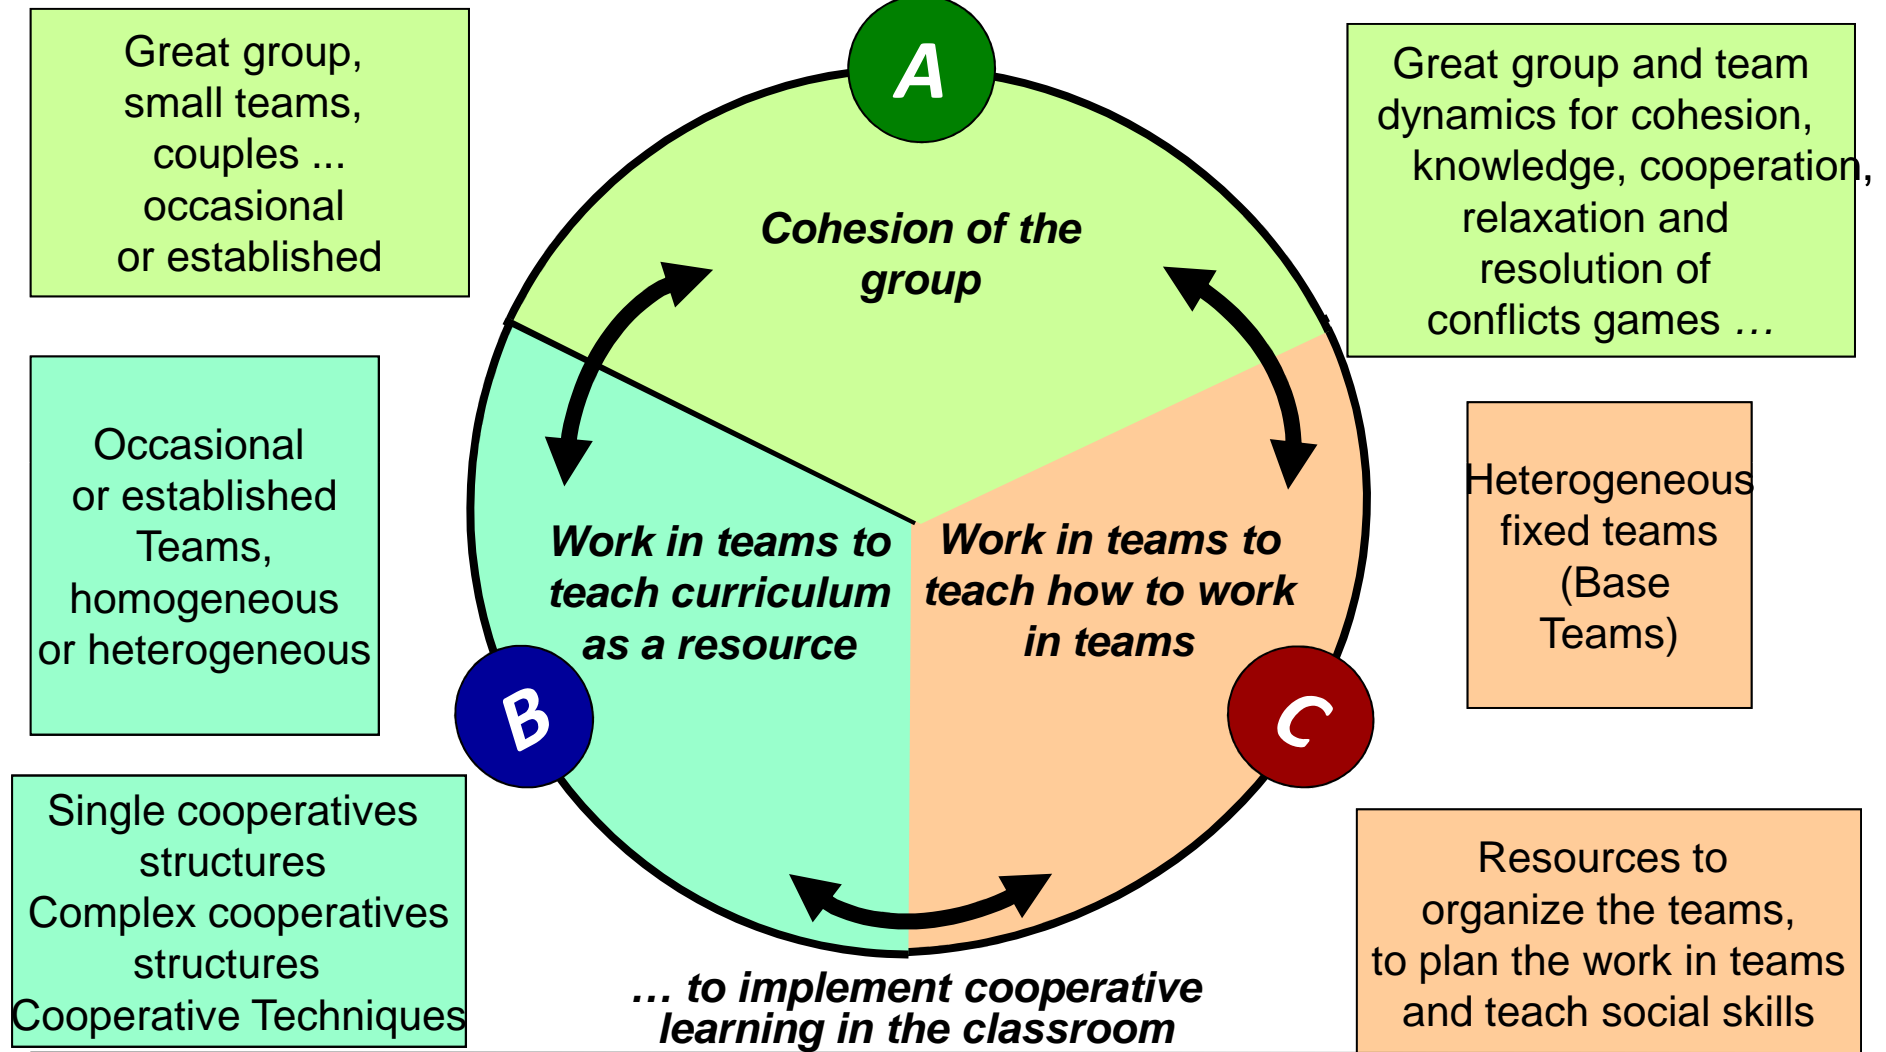 Great group,
small teams,
couples ...
occasional
or established
A
Great group and team
dynamics for cohesion,
knowledge, cooperation,
relaxation and
resolution of
conflicts games …
Cohesion of the
group
Occasional
or established
Teams,
homogeneous
or heterogeneous
Work in teams to
teach curriculum
as a resource
Work in teams to
teach how to work
in teams
Heterogeneous
fixed teams
(Base
Teams)
B
C
Single cooperatives
structures
Complex cooperatives
structures
Cooperative Techniques
… to implement cooperative
learning in the classroom
Resources to
organize the teams,
to plan the work in teams
and teach social skills